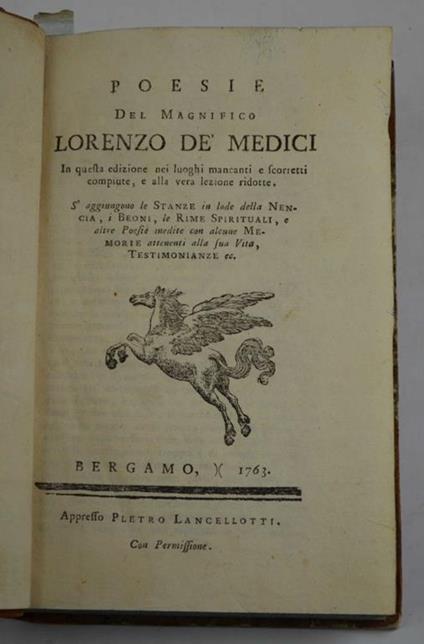 POESIE
DEL MAGNIFICO
LORENZO DE' MEDICI
In queſta edizione nei luoghi mancanti e ſcorretti
compiute, e alla vera lezione ridotte.
S' aggiungono le STANZE in lode della NEN-
CIA, i BEONI, le RIME SPIRITUALI, e
altre Poeſie inedite con alcune ME-
MORIE attenenti alla ſua Vita,
TESTIMONIANZE ec.
BERGAMO, )( 1763.
Appreſſo PIETRO LANCELLOTTI.
Con Permiſſione.